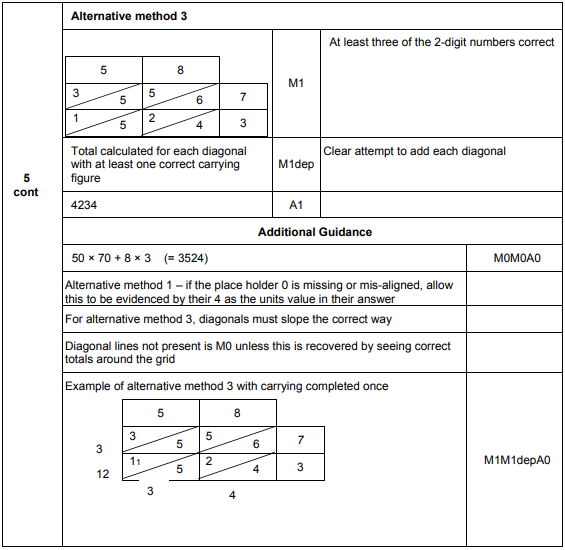 Alternative method 3
5
cont
5 8
3 5 5 6 7
1 5 2 4 3
M1
At least three of the 2-digit numbers correct
Total calculated for each diagonal
with at least one correct carrying
figure
M1dep
Clear attempt to add each diagonal
4234
A1
Additional Guidance
50 × 70 + 8 × 3 (= 3524)
M0M0A0
Alternative method 1 – if the place holder 0 is missing or mis-aligned, allow
this to be evidenced by their 4 as the units value in their answer
For alternative method 3, diagonals must slope the correct way
Diagonal lines not present is M0 unless this is recovered by seeing correct
totals around the grid
Example of alternative method 3 with carrying completed once
5 8
3 3 5 5 6 7
12 11 5 2 4 3
3 4
M1M1depA0